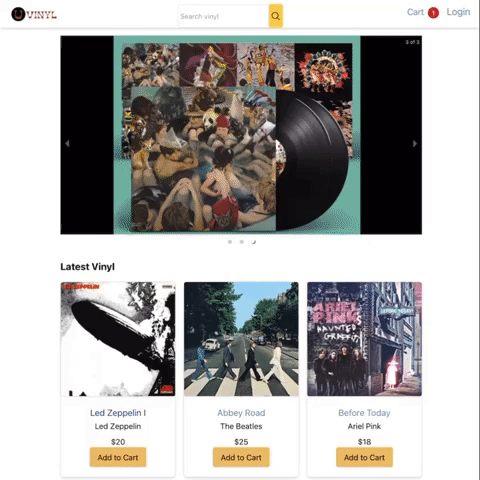 VINYL
Search vinyl
Cart 1
Login
3 of 3
Latest Vinyl
LED ZEPPELIN
ARIEL
PINK'S
HAUNTED
GRAFFITI
BEFORE TODAY
Led Zeppelin I
Led Zeppelin
$20
Add to Cart
Abbey Road
The Beatles
$25
Add to Cart
Before Today
Ariel Pink
$18
Add to Cart